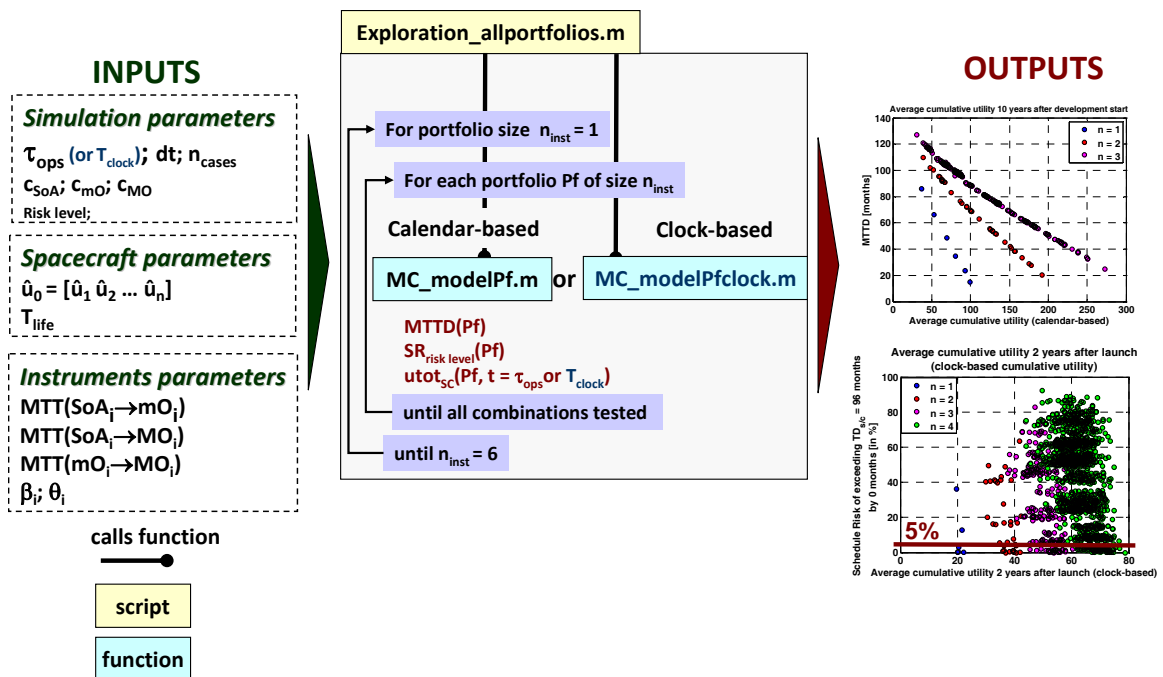 Exploration_allportfolios.m
INPUTS
Simulation parameters
τops (or Tclock); dt; ncases
cSoA; cmO; cMO
Risk level;
Spacecraft parameters
û0 = [û1 û2 ... ûn]
Tlife
Instruments parameters
MTT(SoAi→mOi)
MTT(SoAi→MOi)
MTT(mOi→MOi)
βi; θi
calls function
script
function
For portfolio size ninst = 1
For each portfolio Pf of size ninst
Calendar-based
Clock-based
MC_modelPf.m or MC_modelPfclock.m
MTTD(Pf)
SRrisk level(Pf)
utotSC(Pf, t = τops or Tclock)
until all combinations tested
until ninst = 6
OUTPUTS
Average cumulative utility 10 years after development start
MTTD [months]
140
120
100
80
60
40
20
0
n = 1
n = 2
n = 3
0 50 100 150 200 250 300
Average cumulative utility (calendar-based)
Average cumulative utility 2 years after launch
(clock-based cumulative utility)
Schedule Risk of exceeding TDs/c = 96 months
by 0 months [in %]
100
90
80
70
60
50
40
30
20
10
0
n = 1
n = 2
n = 3
n = 4
5%
0 20 40 60 80
Average cumulative utility 2 years after launch (clock-based)